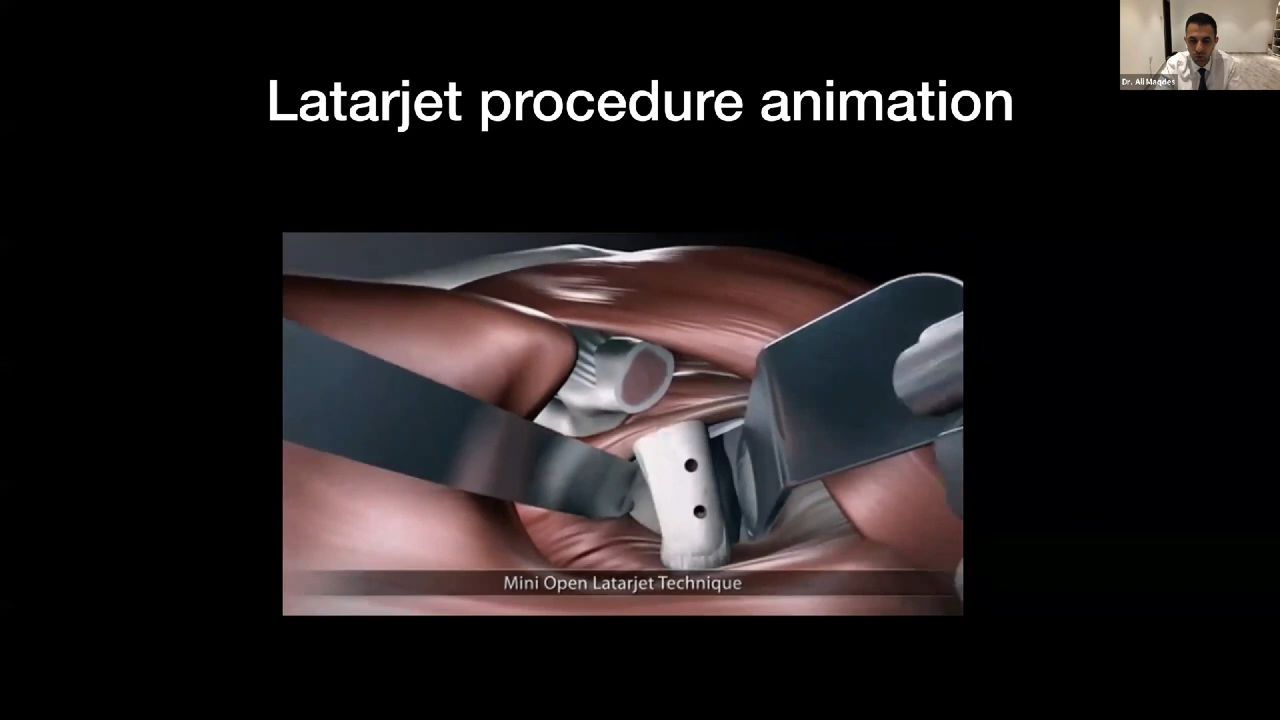 Dr. Ali Maqdes
Latarjet procedure animation
Mini Open Latarjet Technique